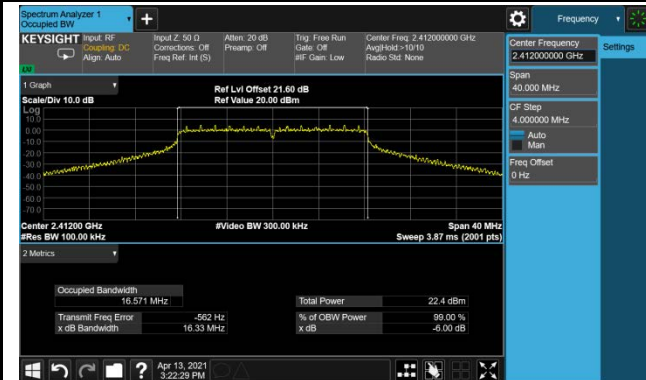 Spectrum Analyzer 1
Occupied BW
Frequency
KEYSIGHT
Input: RF
Coupling: DC
Align: Auto
Input Z: 50 Ω
Corrections: Off
Freq Ref: Int (S)
Atten: 20 dB
Preamp: Off
Trig: Free Run
Gate: Off
#IF Gain: Low
Center Freq: 2.412000000 GHz
Avg|Hold:>10/10
Radio Std: None
Center Frequency
2.412000000 GHz
Settings
Span
40.000 MHz
CF Step
4.000000 MHz
Auto
Man
Freq Offset
0 Hz
1 Graph
Scale/Div 10.0 dB
Ref Lvl Offset 21.60 dB
Ref Value 20.00 dBm
Log
10.0
0.00
-10.0
-20.0
-30.0
-40.0
-50.0
-60.0
-70.0
Center 2.41200 GHz
#Res BW 100.00 kHz
#Video BW 300.00 kHz
Span 40 MHz
Sweep 3.87 ms (2001 pts)
2 Metrics
Occupied Bandwidth
16.571 MHz
Total Power 22.4 dBm
Transmit Freq Error -562 Hz
% of OBW Power 99.00 %
x dB Bandwidth 16.33 MHz
x dB -6.00 dB
?
Apr 13, 2021
3:22:29 PM